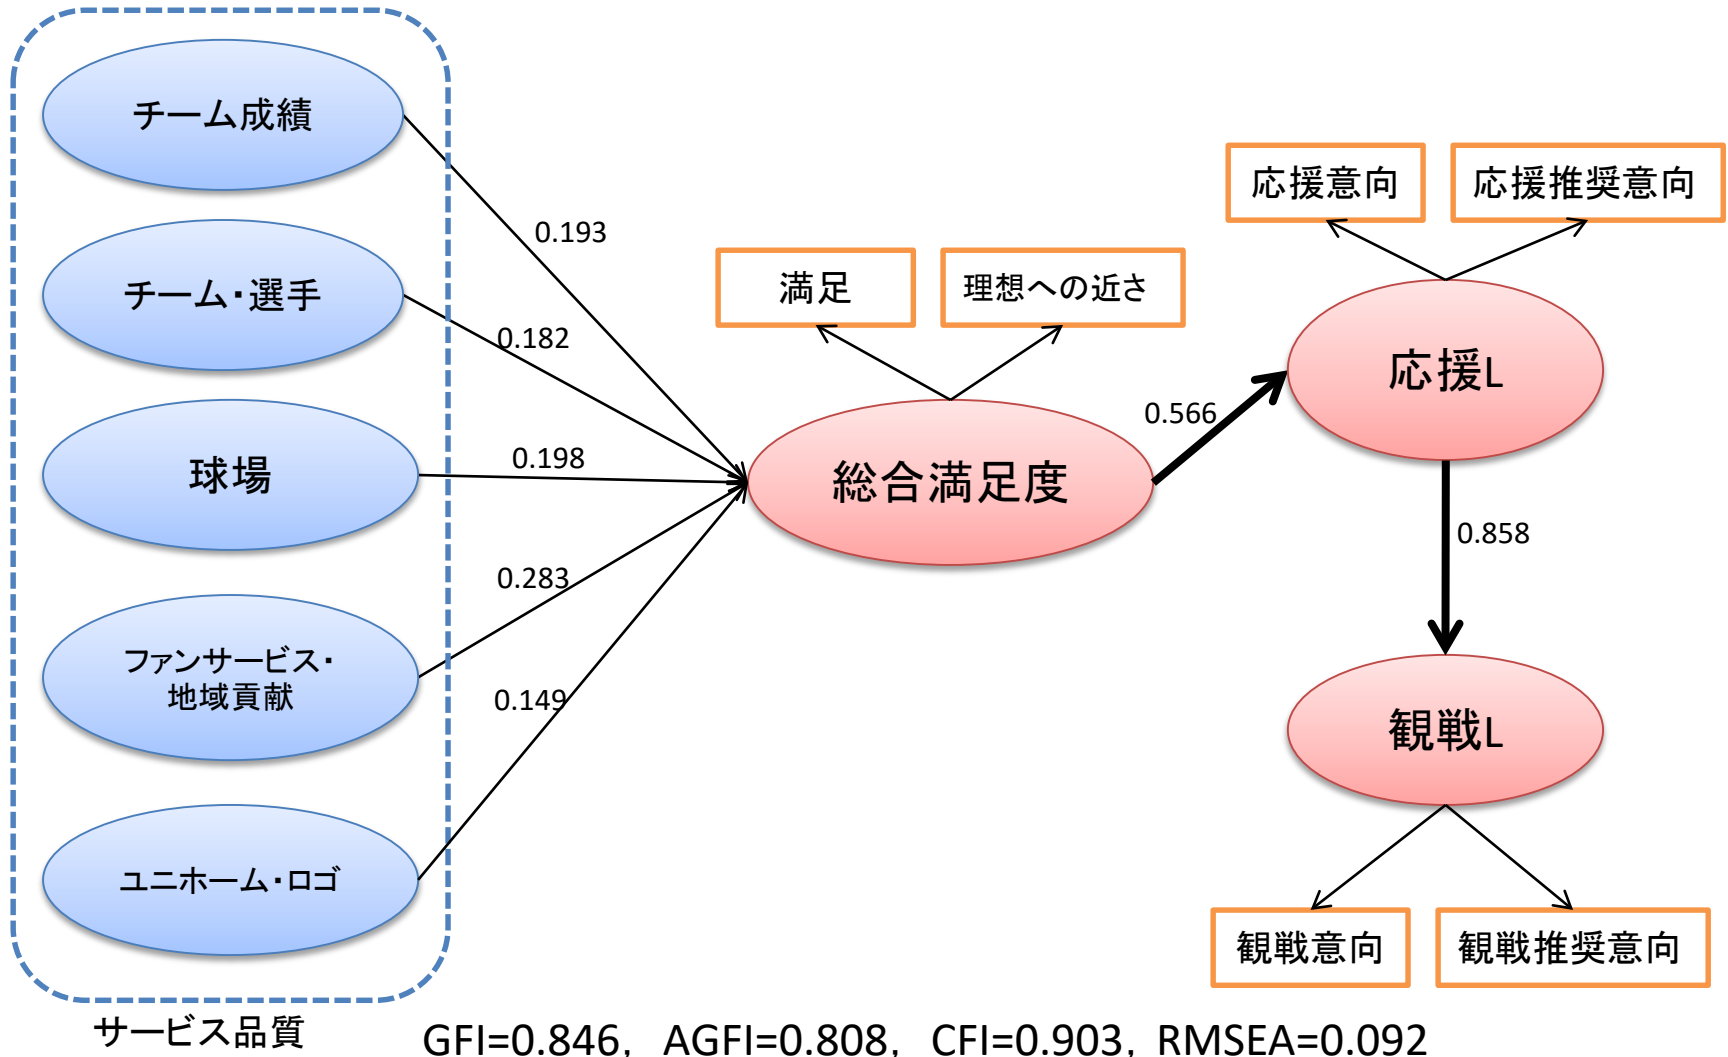 チーム成績
チーム・選手
球場
ファンサービス・
地域貢献
ユニホーム・ロゴ
サービス品質
0.193
0.182
0.198
0.283
0.149
満足
理想への近さ
総合満足度
0.566
応援意向
応援推奨意向
応援L
0.858
観戦L
観戦意向
観戦推奨意向
GFI=0.846, AGFI=0.808, CFI=0.903, RMSEA=0.092